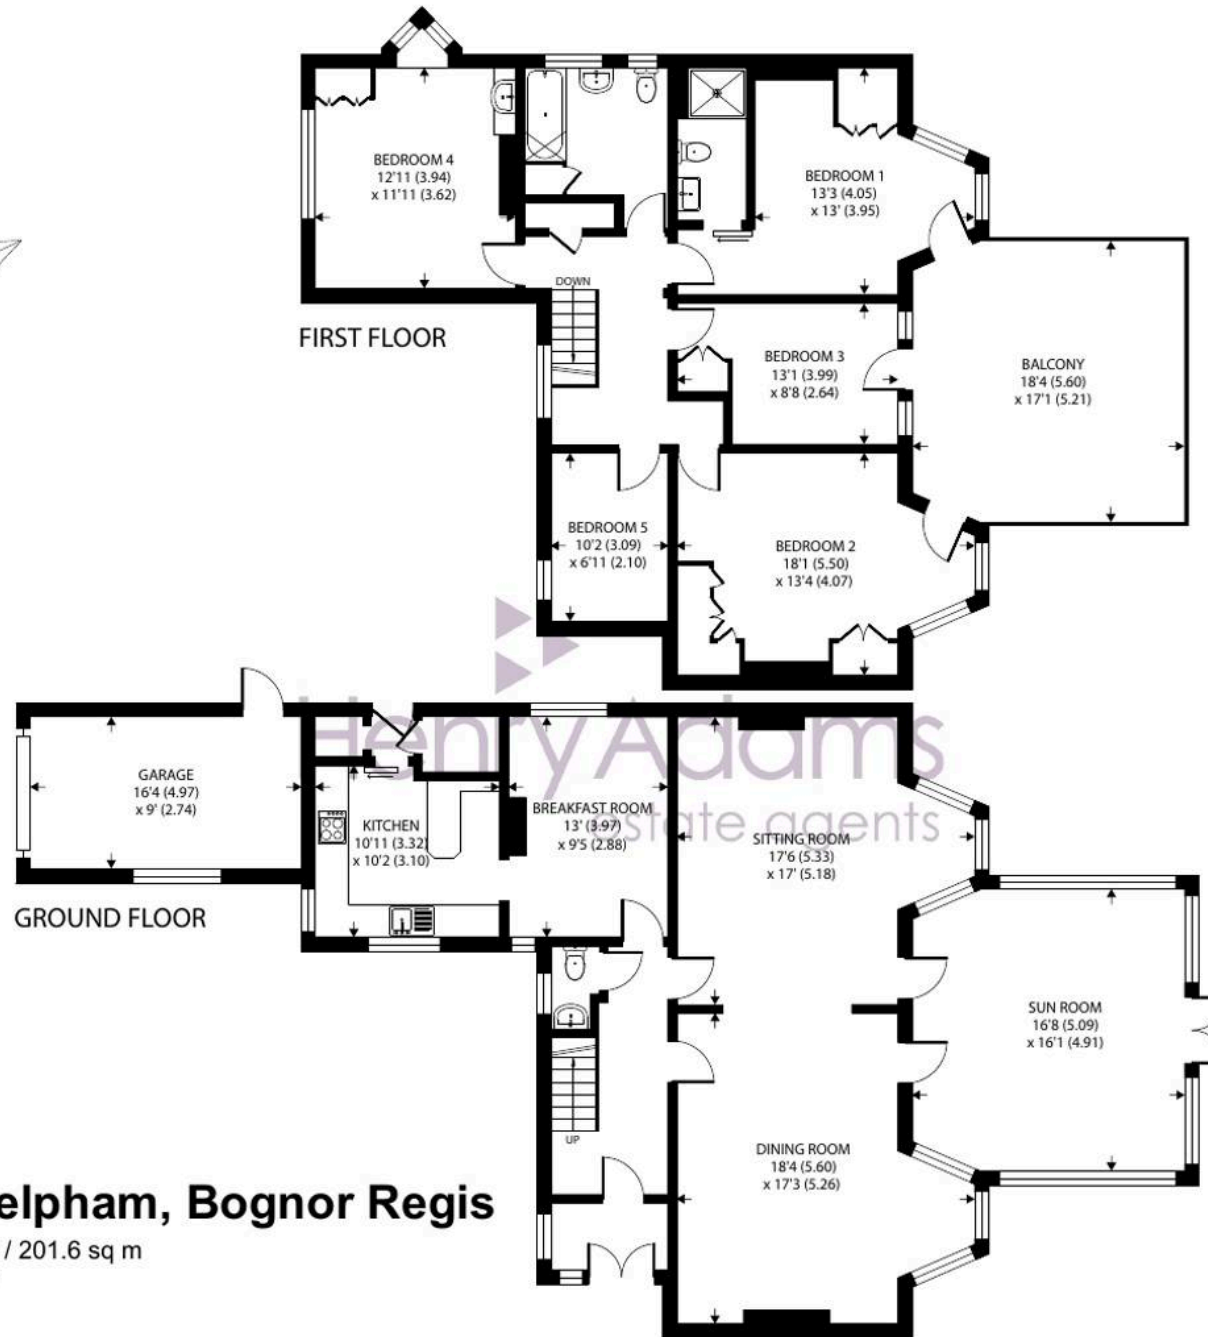 BEDROOM 4
12'11 (3.94)
x 11'11 (3.62)
BEDROOM 1
13'3 (4.05)
x 13' (3.95)
DOWN
FIRST FLOOR
BEDROOM 3
13'1 (3.99)
x 8'8 (2.64)
BALCONY
18'4 (5.60)
x 17'1 (5.21)
BEDROOM 5
10'2 (3.09)
x 6'11 (2.10)
BEDROOM 2
18'1 (5.50)
x 13'4 (4.07)
Henry Adams
estate agents
GARAGE
16'4 (4.97)
x 9' (2.74)
KITCHEN
10'11 (3.32)
x 10'2 (3.10)
BREAKFAST ROOM
13' (3.97)
x 9'5 (2.88)
SITTING ROOM
17'6 (5.33)
x 17' (5.18)
GROUND FLOOR
SUN ROOM
16'8 (5.09)
x 16'1 (4.91)
UP
DINING ROOM
18'4 (5.60)
x 17'3 (5.26)
elpham, Bognor Regis
/ 201.6 sq m